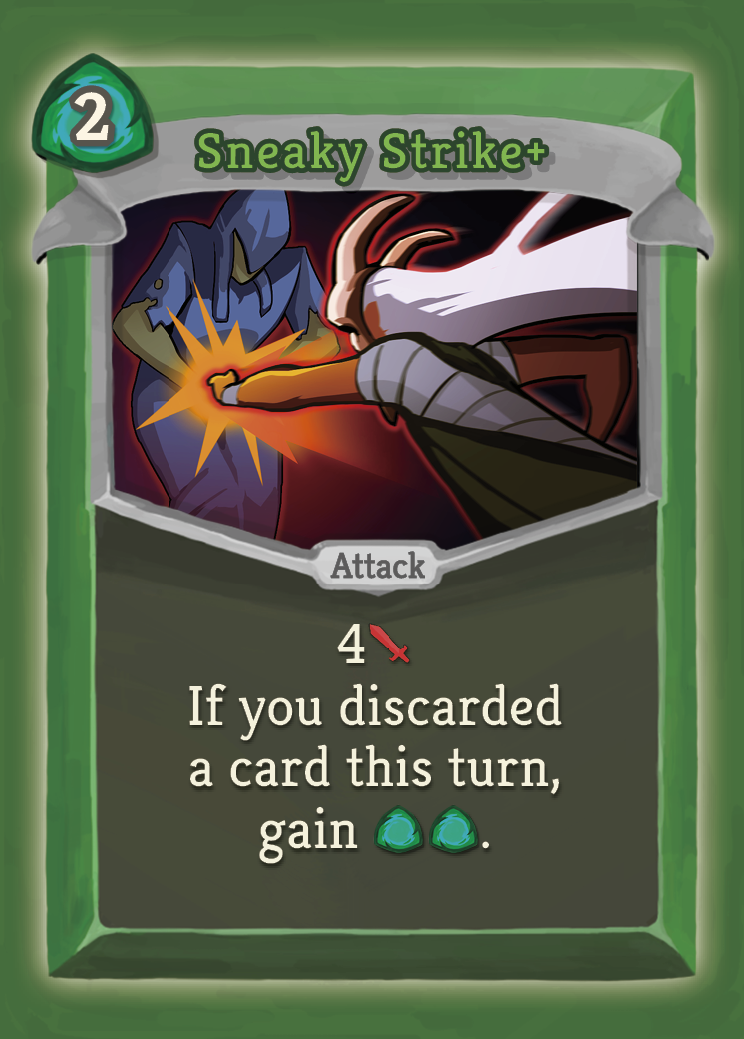 2
Sneaky Strike+
Attack
4
If you discarded
a card this turn,
gain .